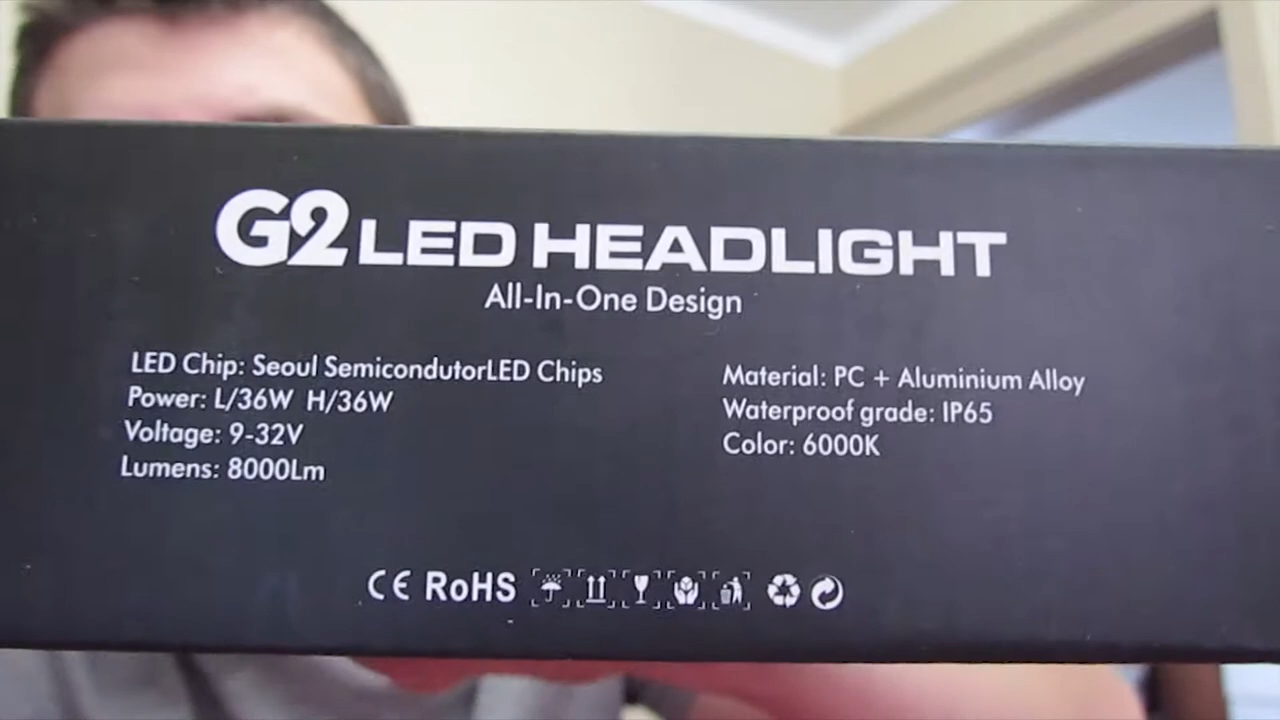 G2 LED HEADLIGHT
All-In-One Design
LED Chip: Seoul SemicondutorLED Chips
Power: L/36W H/36W
Voltage: 9-32V
Lumens: 8000Lm
Material: PC + Aluminium Alloy
Waterproof grade: IP65
Color: 6000K
CE RoHS